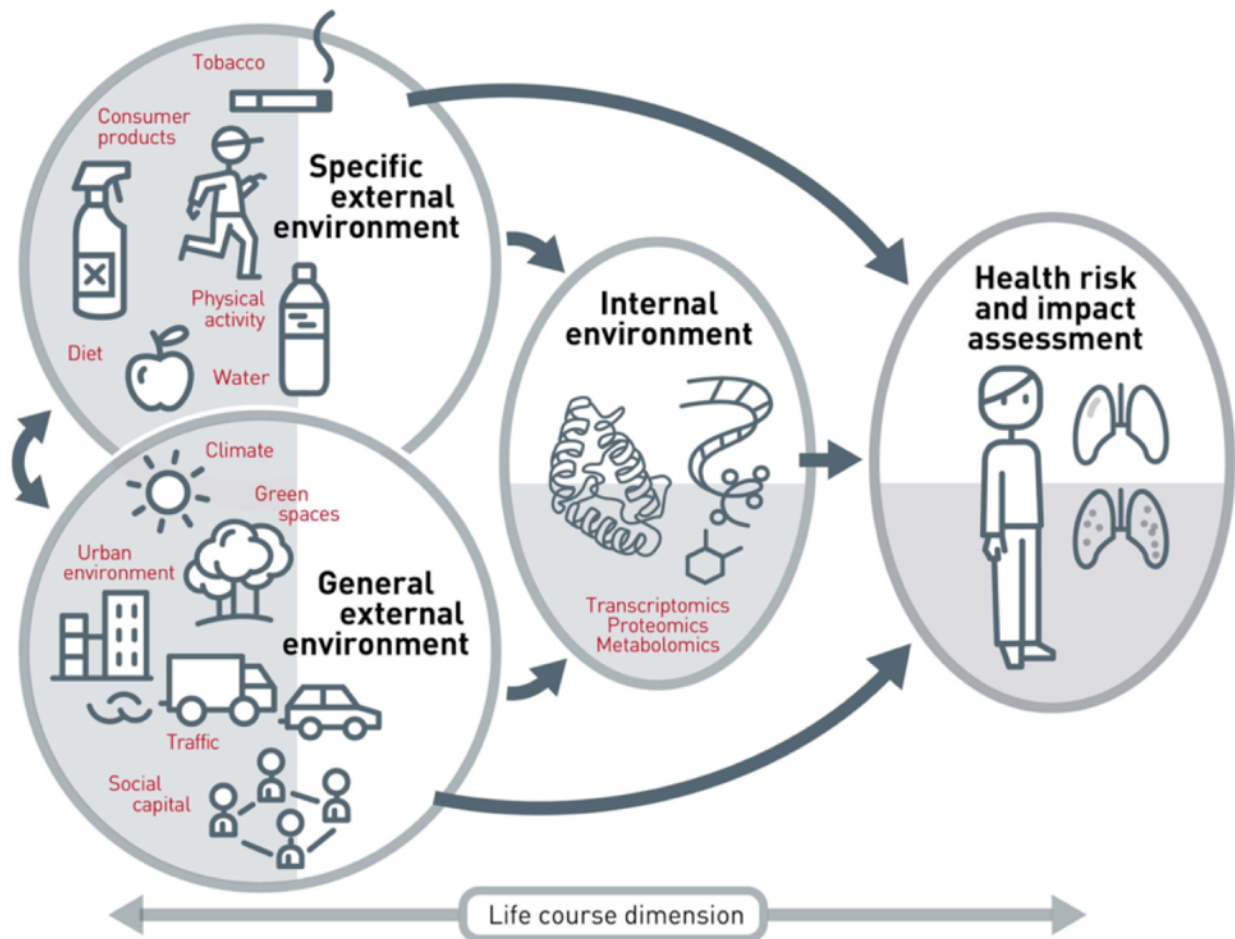 Tobacco
Consumer
products
Specific
external
environment
Physical
activity
Diet
Water
Climate
Green
spaces
Urban
environment
General
external
environment
Traffic
Social
capital
Internal
environment
Transcriptomics
Proteomics
Metabolomics
Health risk
and impact
assessment
Life course dimension